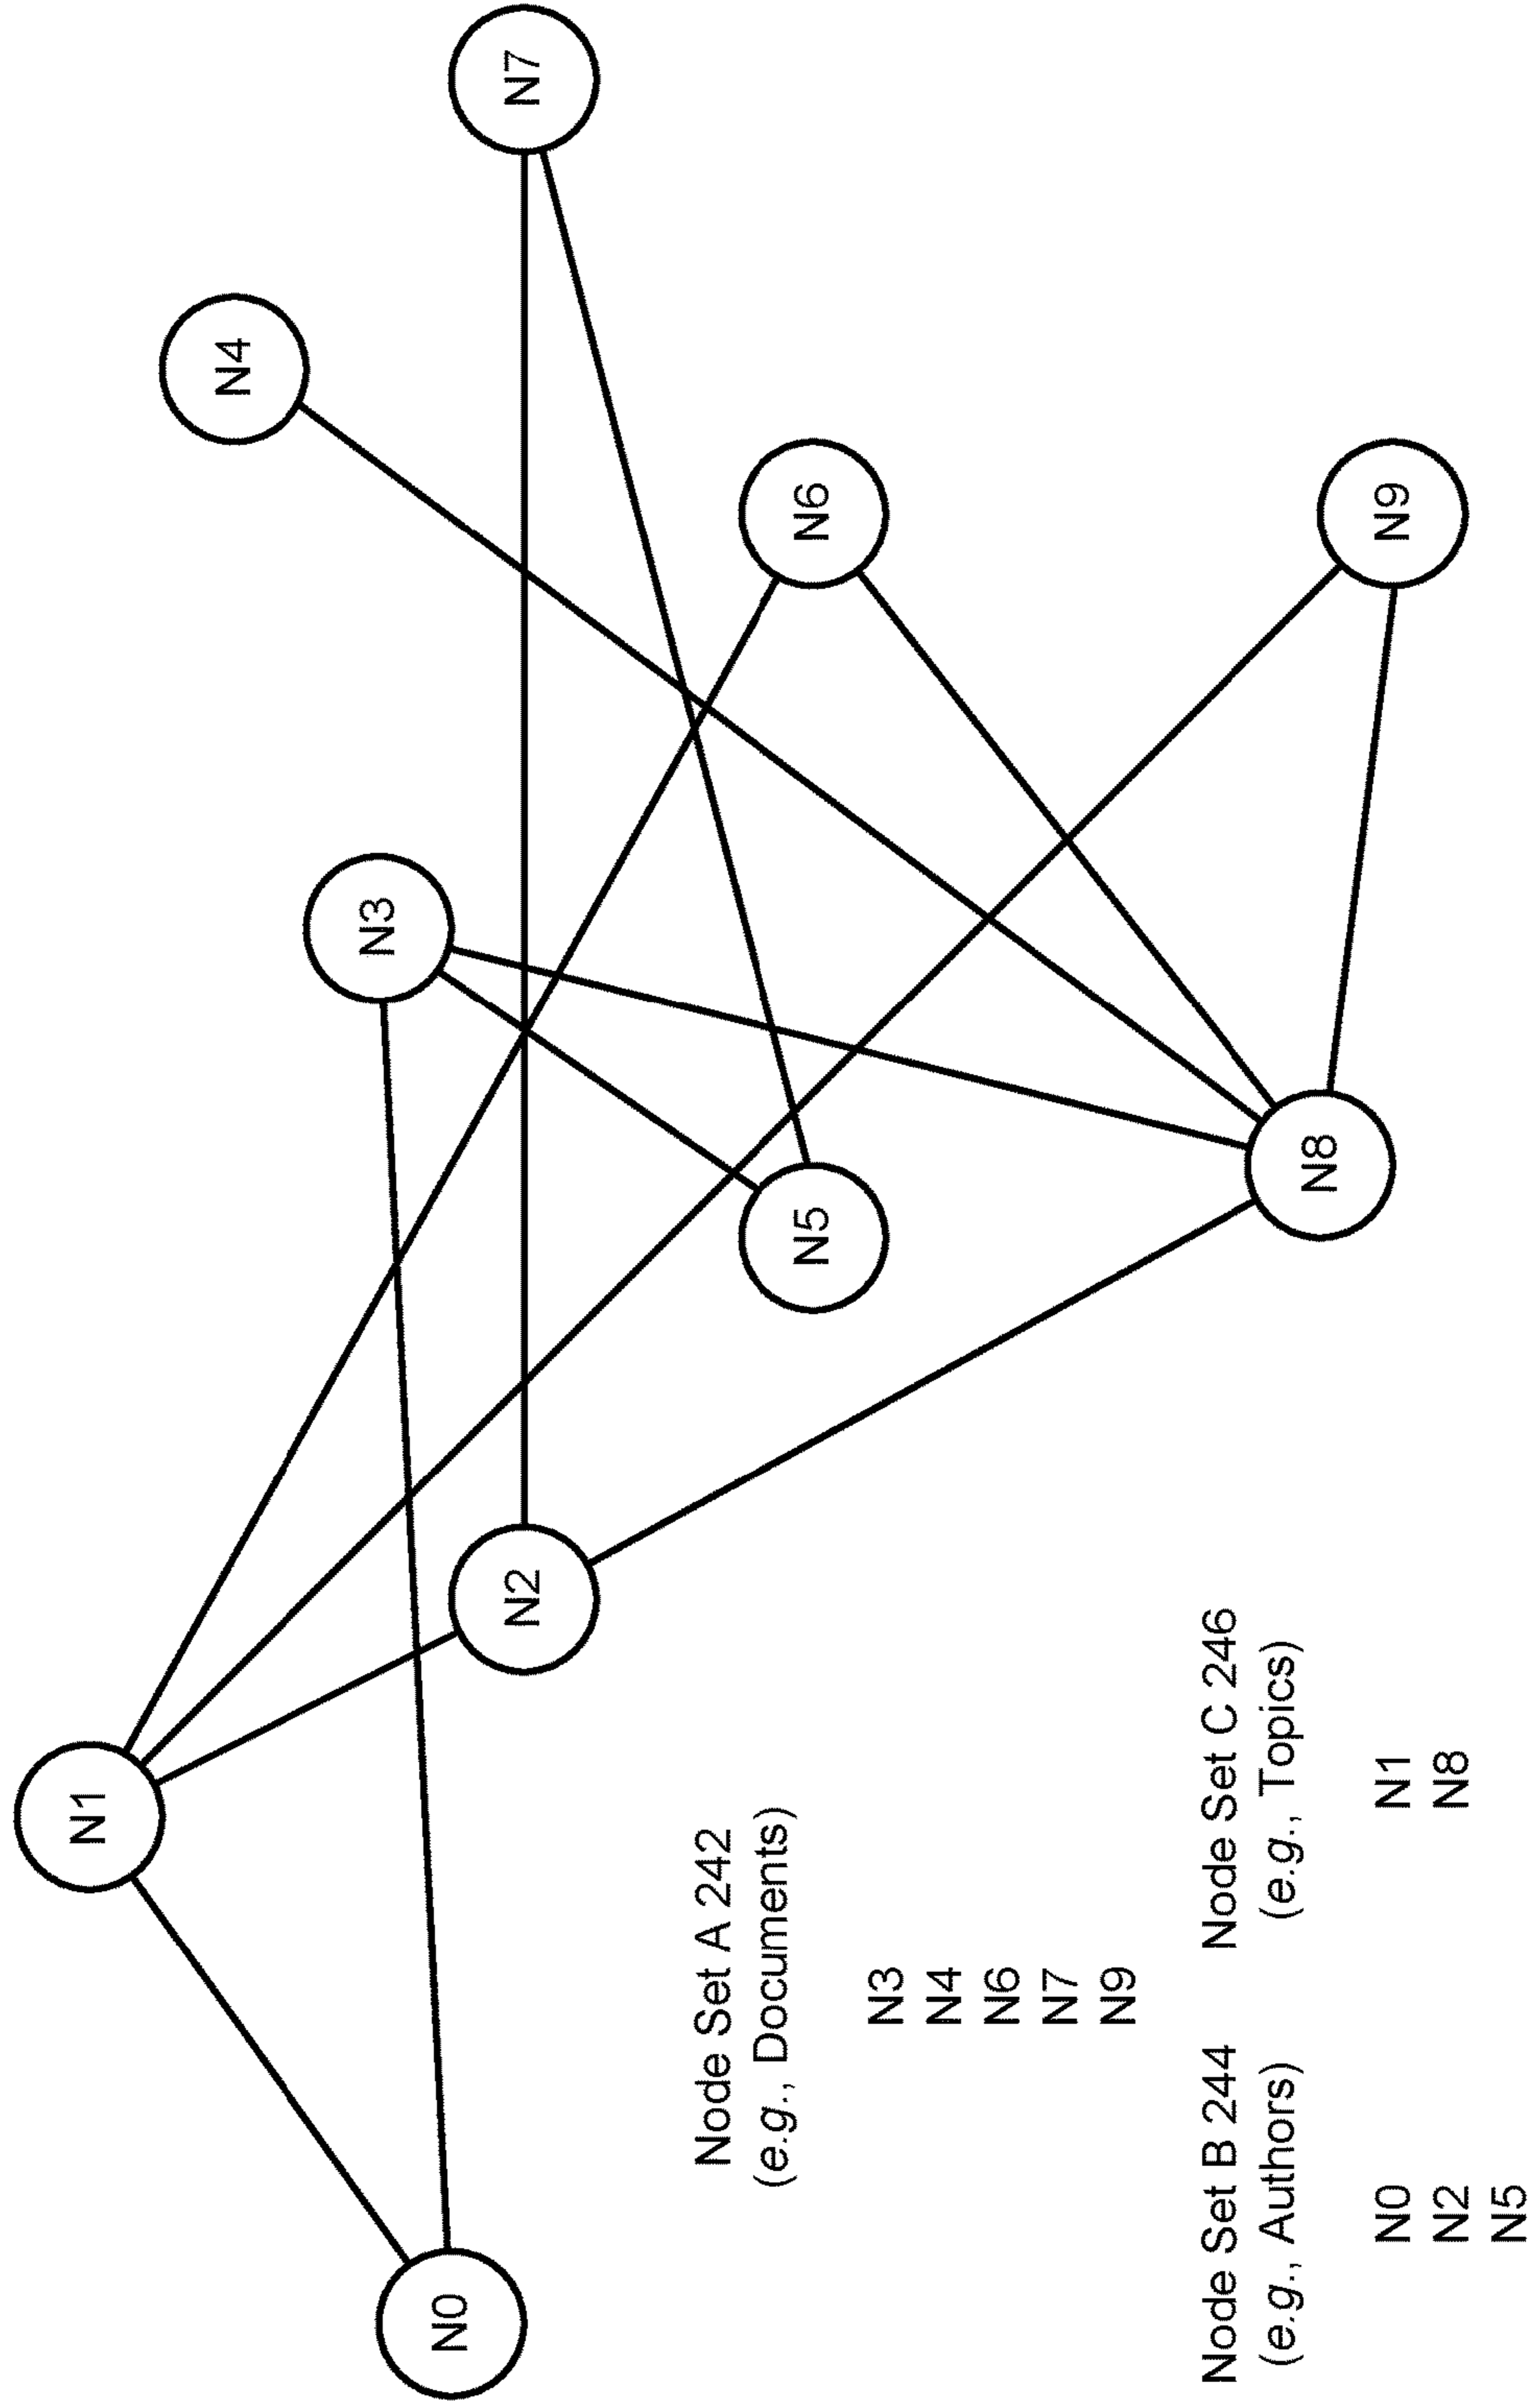 N0
N1
N2
N3
N4
N5
N6
N7
N8
N9
Node Set A 242
(e.g., Documents)
N3
N4
N6
N7
N9
Node Set B 244
(e.g., Authors)
N0
N2
N5
Node Set C 246
(e.g., Topics)
N1
N8